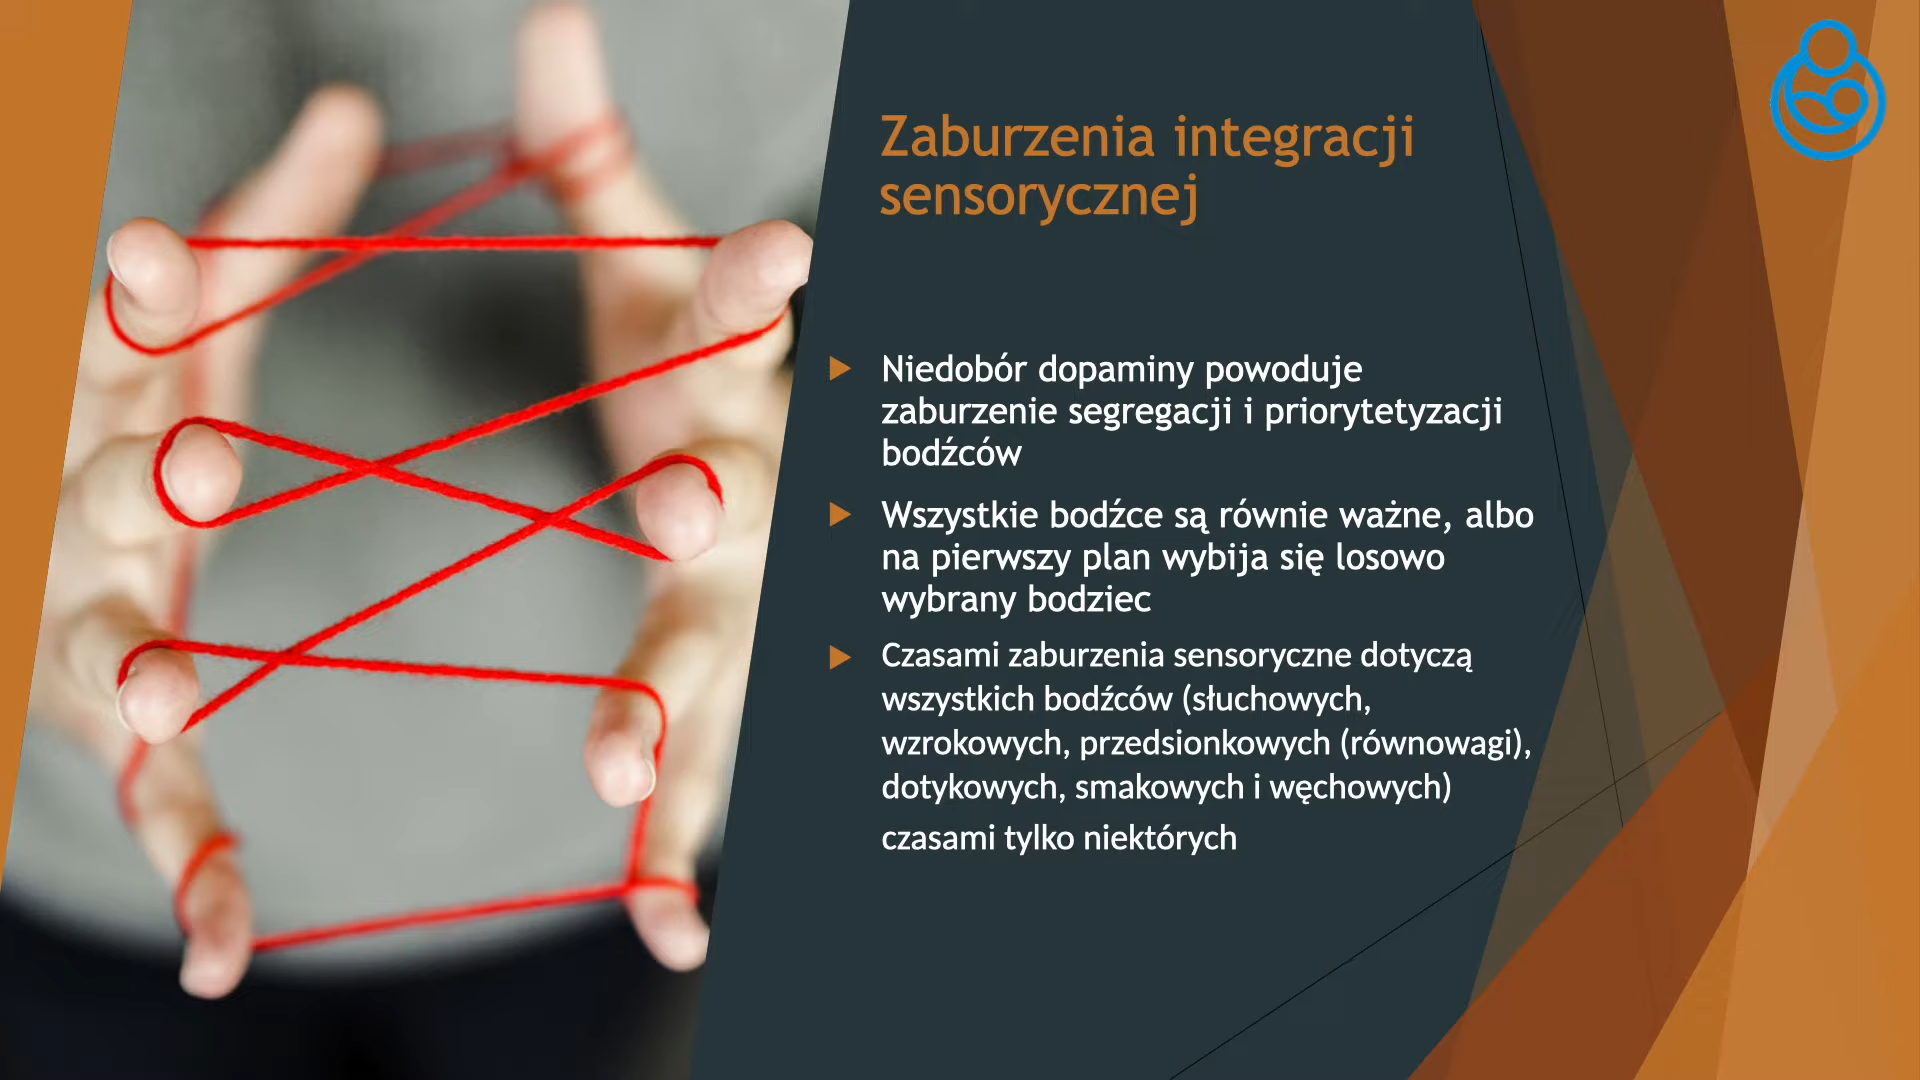 Zaburzenia integracji
sensorycznej
Niedobór dopaminy powoduje
zaburzenie segregacji i priorytetyzacji
bodźców
Wszystkie bodźce są równie ważne, albo
na pierwszy plan wybija się losowo
wybrany bodziec
Czasami zaburzenia sensoryczne dotyczą
wszystkich bodźców (słuchowych,
wzrokowych, przedsionkowych (równowagi),
dotykowych, smakowych i węchowych)
czasami tylko niektórych